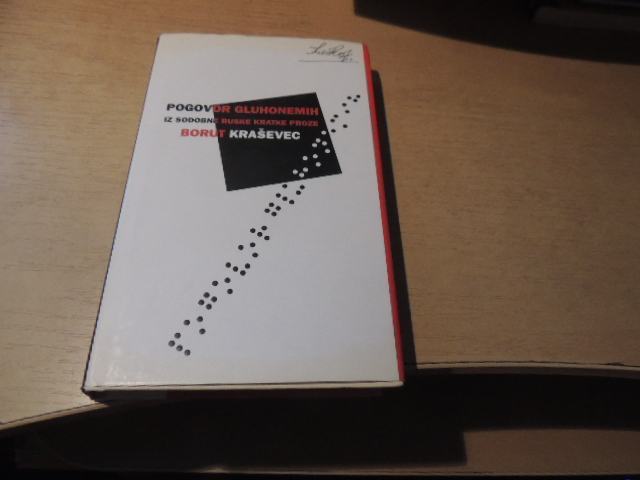 POGOVOR GLUHONEMIH
IZ SODOBNE RUSKE KRATKE PROZE
BORUT KRAŠEVEC